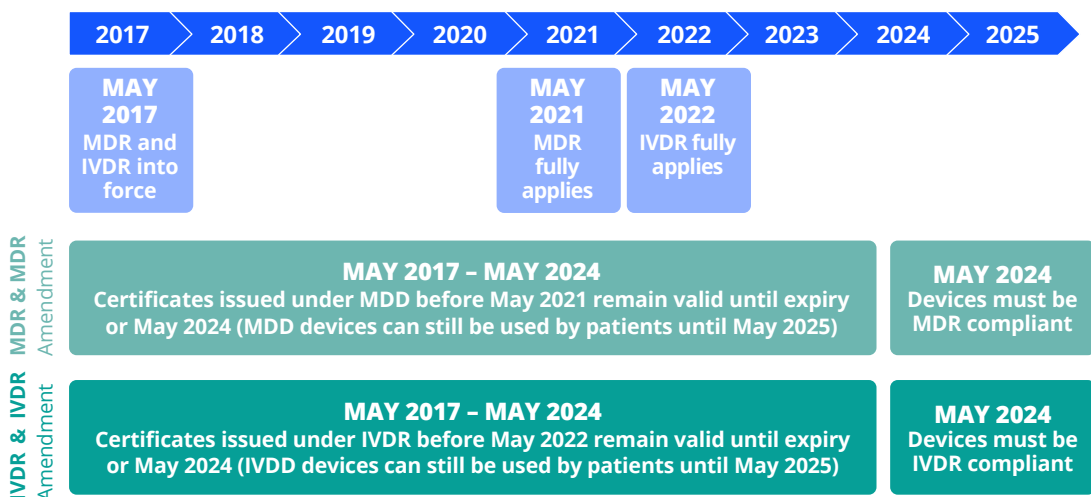 2017 2018 2019 2020 2021 2022 2023 2024 2025
MAY
2017
MDR and
IVDR into
force
MAY
2021
MDR
fully
applies
MAY
2022
IVDR fully
applies
MDR & MDR
Amendment
MAY 2017 – MAY 2024
Certificates issued under MDD before May 2021 remain valid until expiry
or May 2024 (MDD devices can still be used by patients until May 2025)
MAY 2024
Devices must be
MDR compliant
IVDR & IVDR
Amendment
MAY 2017 – MAY 2024
Certificates issued under IVDR before May 2022 remain valid until expiry
or May 2024 (IVDD devices can still be used by patients until May 2025)
MAY 2024
Devices must be
IVDR compliant